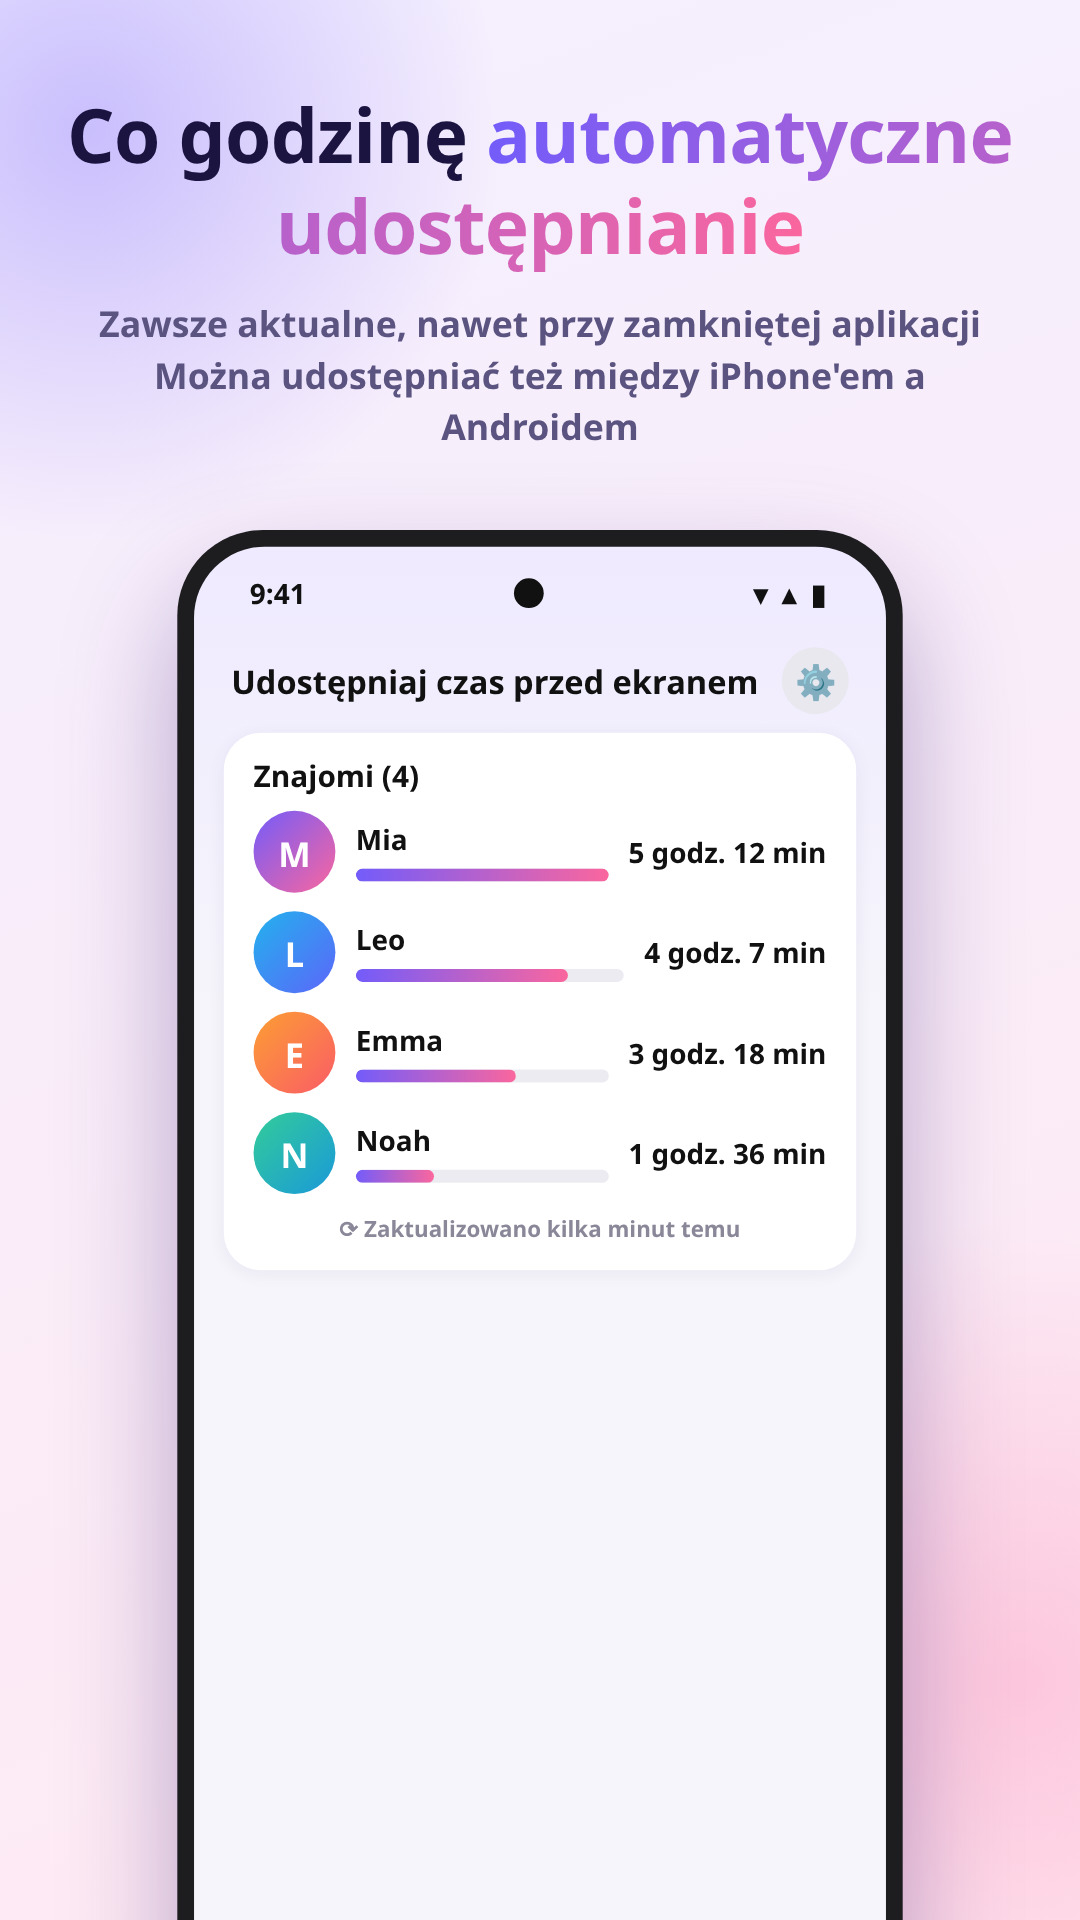 Co godzinę automatyczne
udostępnianie
Zawsze aktualne, nawet przy zamkniętej aplikacji
Można udostępniać też między iPhone'em a
Androidem
9:41
Udostępniaj czas przed ekranem
Znajomi (4)
M
Mia
5 godz. 12 min
L
Leo
4 godz. 7 min
E
Emma
3 godz. 18 min
N
Noah
1 godz. 36 min
⟳ Zaktualizowano kilka minut temu